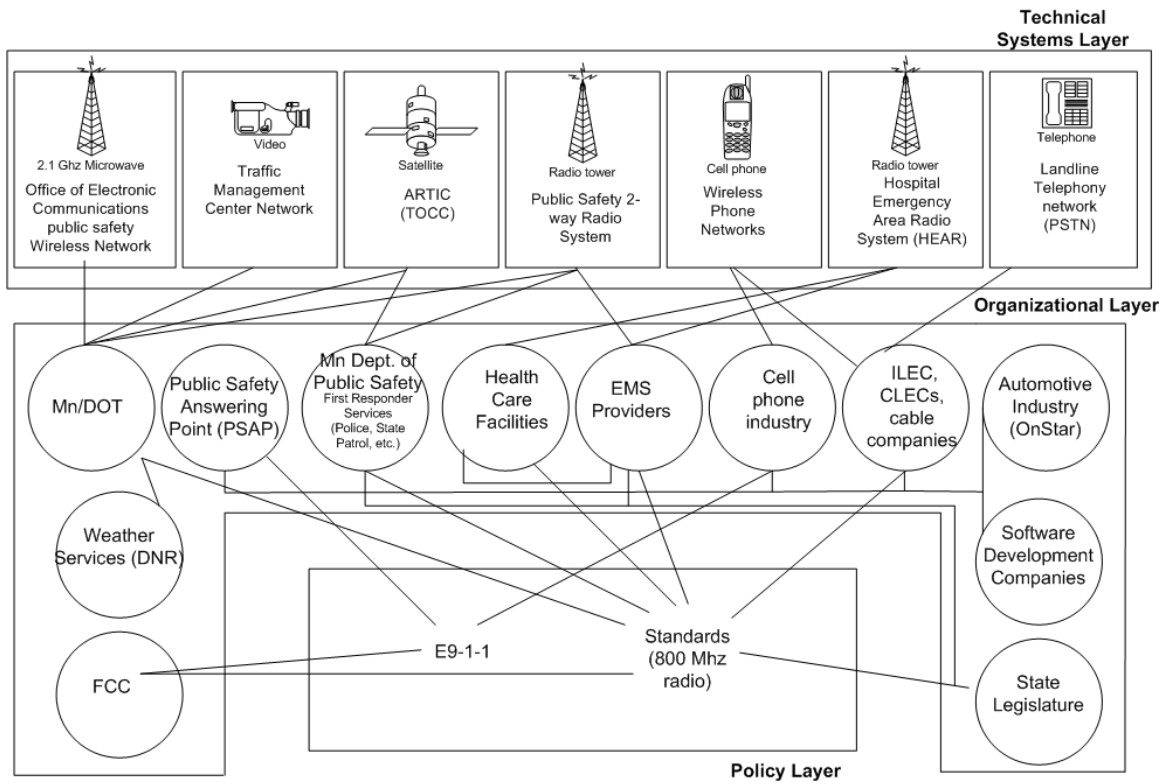 Technical
Systems Layer
2.1 Ghz Microwave
Office of Electronic
Communications
public safety
Wireless Network
Video
Traffic
Management
Center Network
Satellite
ARTIC
(TOCC)
Radio tower
Public Safety 2-
way Radio
System
Cell phone
Wireless
Phone
Networks
Radio tower
Hospital
Emergency
Area Radio
System (HEAR)
Telephone
Landline
Telephony
network
(PSTN)
Organizational Layer
Mn/DOT
Public Safety
Answering
Point (PSAP)
Mn Dept. of
Public Safety
First Responder
Services
(Police, State
Patrol, etc.)
Health
Care
Facilities
EMS
Providers
Cell
phone
industry
ILEC,
CLECs,
cable
companies
Automotive
Industry
(OnStar)
Weather
Services (DNR)
Software
Development
Companies
E9-1-1
Standards
(800 Mhz
radio)
FCC
State
Legislature
Policy Layer